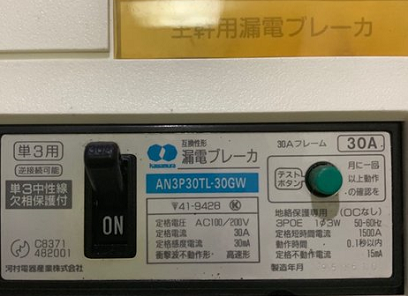 主幹用漏電ブレーカ
単3用
逆接続可能
単3中性線
欠相保護付
ON
C8371
482001
河村電器産業株式会社
Kawamura
互換性形
漏電ブレーカ
AN3P30TL-30GW
41-9428
定格電圧 AC100/200V
定格電流 30A
定格感度電流 30mA
衝撃波不動作形・高速形
30Aフレーム 30A
テスト
ボタン
月に一回
以上動作
の確認を
地絡保護専用(OCなし)
3P0E 1φ3W 50-60Hz
定格短時間電流 1500A
動作時間 0.1秒以内
定格不動作電流 15mA
製造年月